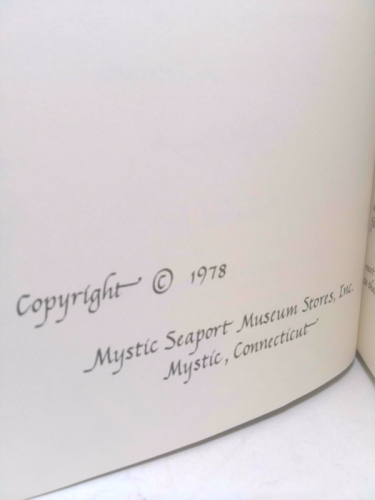 Copyright © 1978
Mystic Seaport Museum Stores, Inc.
Mystic, Connecticut